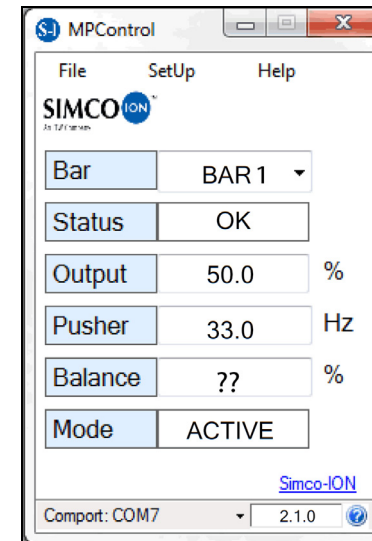 S-I MPControl
File SetUp Help
SIMCO ION™
Bar BAR 1
Status OK
Output 50.0 %
Pusher 33.0 Hz
Balance ?? %
Mode ACTIVE
Simco-ION
Comport: COM7 2.1.0